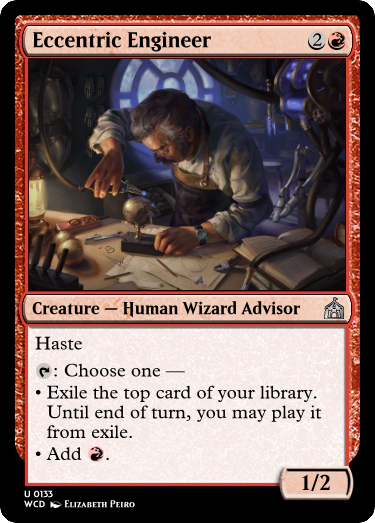 Eccentric Engineer 2
Creature — Human Wizard Advisor
Haste
: Choose one —
• Exile the top card of your library.
Until end of turn, you may play it
from exile.
• Add .
1/2
U 0133
WCD Elizabeth Peiro